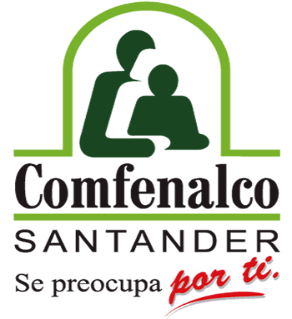 Comfenalco
SANTANDER
Se preocupa por ti.